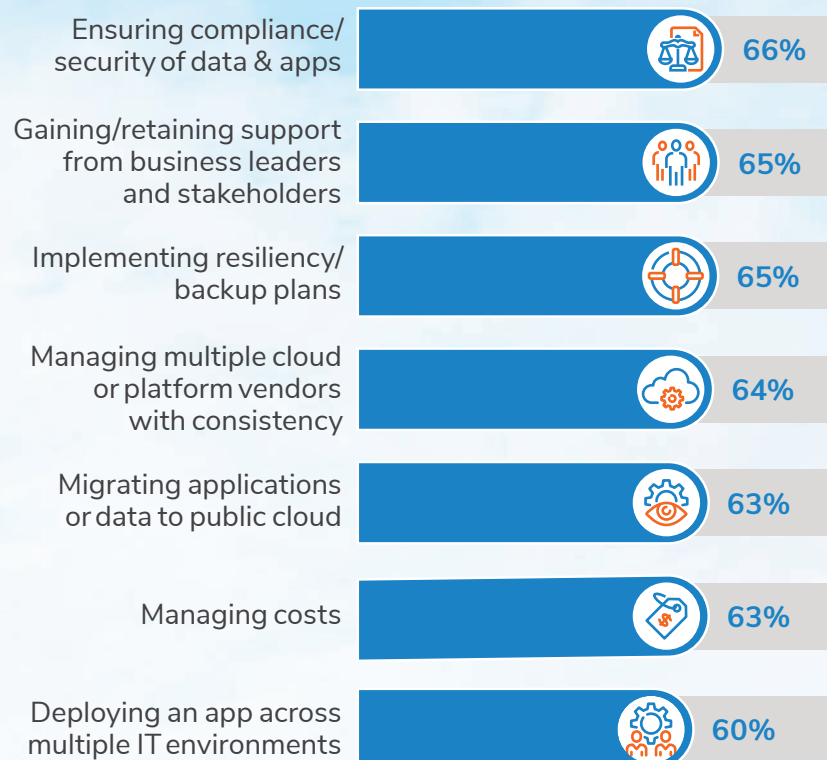 Ensuring compliance/
security of data & apps
66%
Gaining/retaining support
from business leaders
and stakeholders
65%
Implementing resiliency/
backup plans
65%
Managing multiple cloud
or platform vendors
with consistency
64%
Migrating applications
or data to public cloud
63%
Managing costs
$
63%
Deploying an app across
multiple IT environments
60%